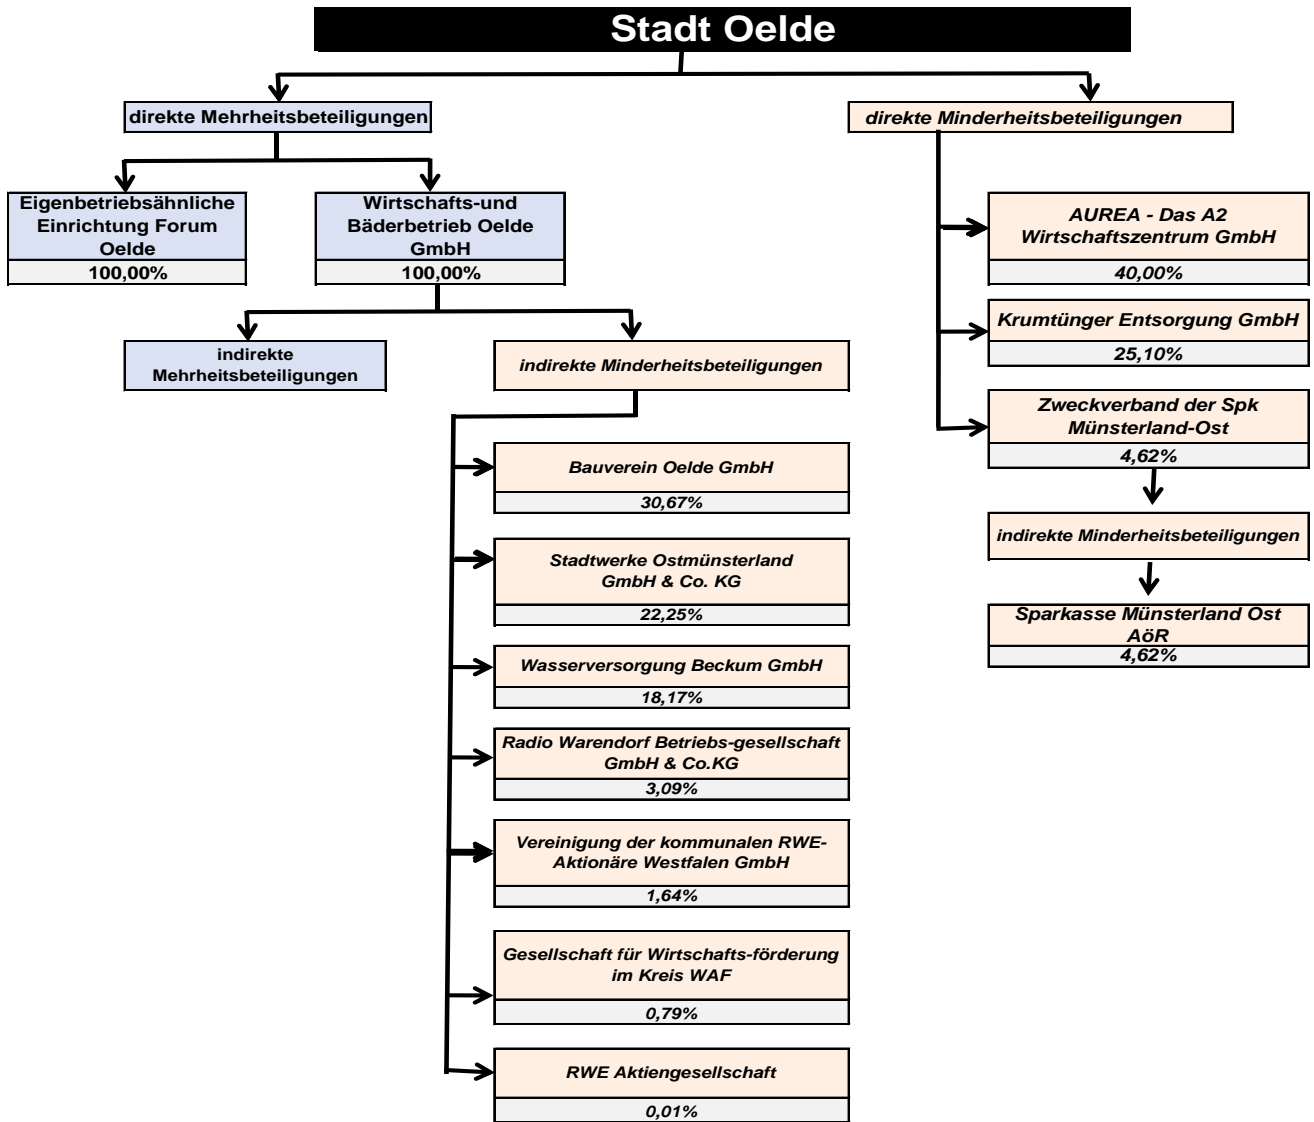 Stadt Oelde
direkte Mehrheitsbeteiligungen
direkte Minderheitsbeteiligungen
Eigenbetriebsähnliche
Einrichtung Forum
Oelde
100,00%
Wirtschafts-und
Bäderbetrieb Oelde
GmbH
100,00%
indirekte
Mehrheitsbeteiligungen
indirekte Minderheitsbeteiligungen
Bauverein Oelde GmbH
30,67%
Stadtwerke Ostmünsterland
GmbH & Co. KG
22,25%
Wasserversorgung Beckum GmbH
18,17%
Radio Warendorf Betriebs-gesellschaft
GmbH & Co.KG
3,09%
Vereinigung der kommunalen RWE-
Aktionäre Westfalen GmbH
1,64%
Gesellschaft für Wirtschafts-förderung
im Kreis WAF
0,79%
RWE Aktiengesellschaft
0,01%
AUREA - Das A2
Wirtschaftszentrum GmbH
40,00%
Krumtünger Entsorgung GmbH
25,10%
Zweckverband der Spk
Münsterland-Ost
4,62%
indirekte Minderheitsbeteiligungen
Sparkasse Münsterland Ost
AöR
4,62%